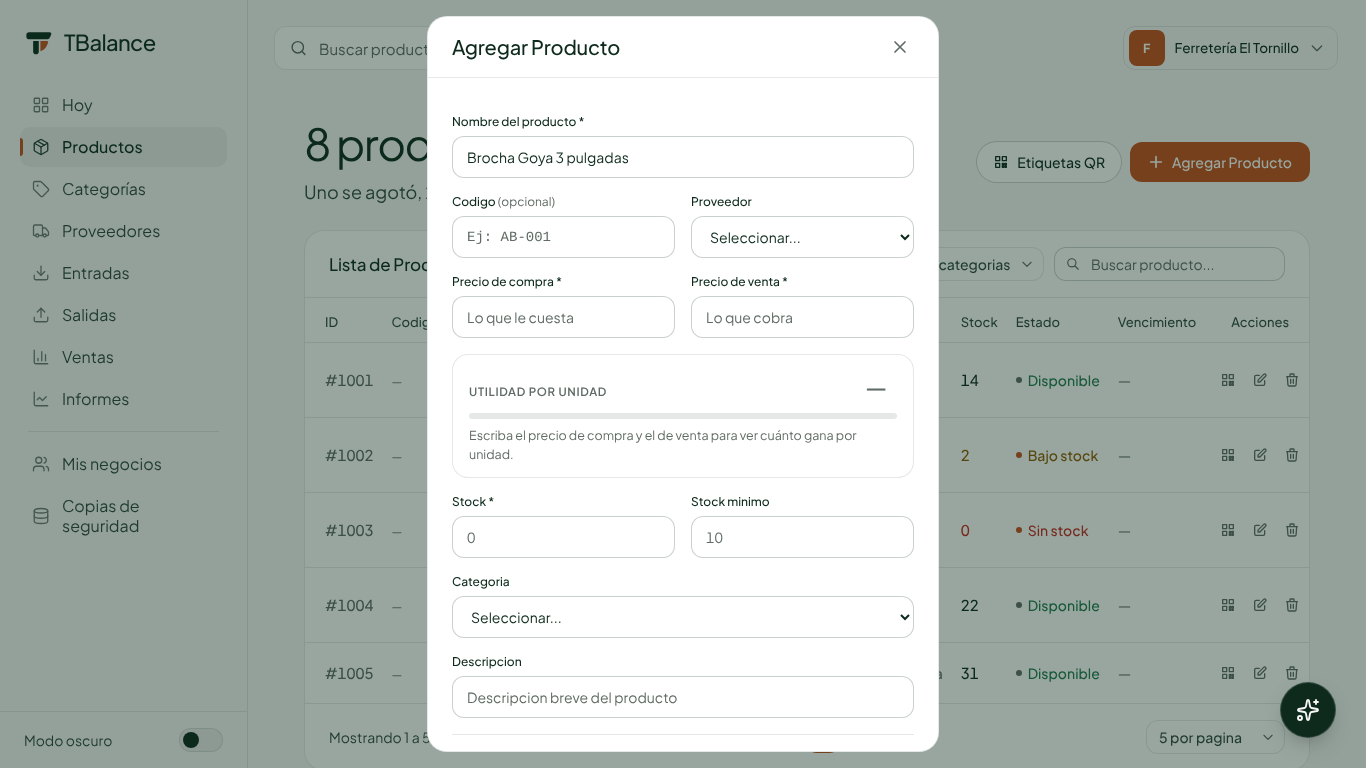 TBalance
Buscar product
F
Ferretería El Tornillo
Hoy
Productos
Categorías
Proveedores
Entradas
Salidas
Ventas
Informes
Mis negocios
Copias de
seguridad
Modo oscuro
8 proc
Uno se agotó,
Etiquetas QR
Agregar Producto
Lista de Proc
categorias
Buscar producto...
ID
Codig
Stock
Estado
Vencimiento
Acciones
#1001
—
14
Disponible
—
#1002
—
2
Bajo stock
—
#1003
—
0
Sin stock
—
#1004
—
22
Disponible
—
#1005
—
31
Disponible
—
Mostrando 1 a 5
5 por pagina
Agregar Producto
Nombre del producto *
Brocha Goya 3 pulgadas
Codigo (opcional)
Proveedor
Ej: AB-001
Seleccionar...
Precio de compra *
Precio de venta *
Lo que le cuesta
Lo que cobra
UTILIDAD POR UNIDAD
—
Escriba el precio de compra y el de venta para ver cuánto gana por
unidad.
Stock *
Stock minimo
0
10
Categoria
Seleccionar...
Descripcion
Descripcion breve del producto